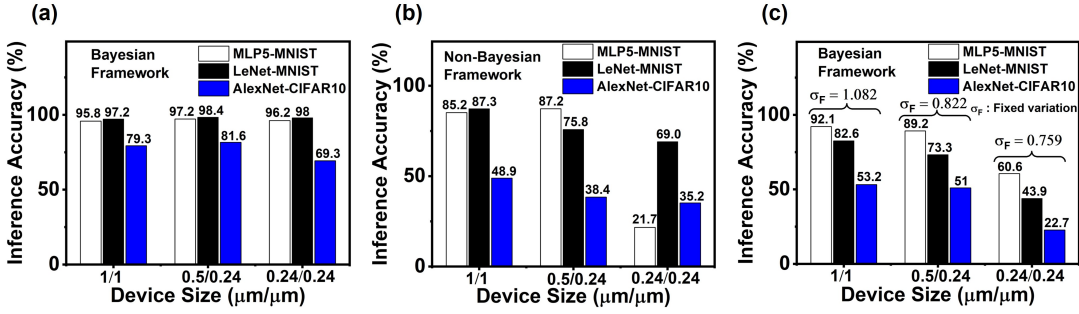 (a)
Inference Accuracy (%)
100
50
0
Bayesian
Framework
MLP5-MNIST
LeNet-MNIST
AlexNet-CIFAR10
95.8 97.2
79.3
97.2 98.4
81.6
96.2 98
69.3
1/1 0.5/0.24 0.24/0.24
Device Size (μm/μm)
(b)
Inference Accuracy (%)
100
50
0
Non-Bayesian
Framework
MLP5-MNIST
LeNet-MNIST
AlexNet-CIFAR10
85.2 87.3
48.9
87.2
75.8
38.4
21.7
69.0
35.2
1/1 0.5/0.24 0.24/0.24
Device Size (μm/μm)
(c)
Inference Accuracy (%)
100
50
0
Bayesian
Framework
MLP5-MNIST
LeNet-MNIST
AlexNet-CIFAR10
σF = 1.082
σF = 0.822
σF : Fixed variation
σF = 0.759
92.1
82.6
53.2
89.2
73.3
51
60.6
43.9
22.7
1/1 0.5/0.24 0.24/0.24
Device Size (μm/μm)